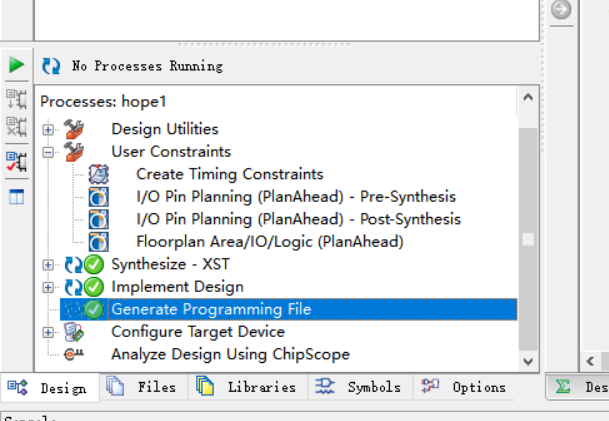 No Processes Running
Processes: hope1
Design Utilities
User Constraints
Create Timing Constraints
I/O Pin Planning (PlanAhead) - Pre-Synthesis
I/O Pin Planning (PlanAhead) - Post-Synthesis
Floorplan Area/IO/Logic (PlanAhead)
Synthesize - XST
Implement Design
Generate Programming File
Configure Target Device
Analyze Design Using ChipScope
Design Files Libraries Symbols Options Des